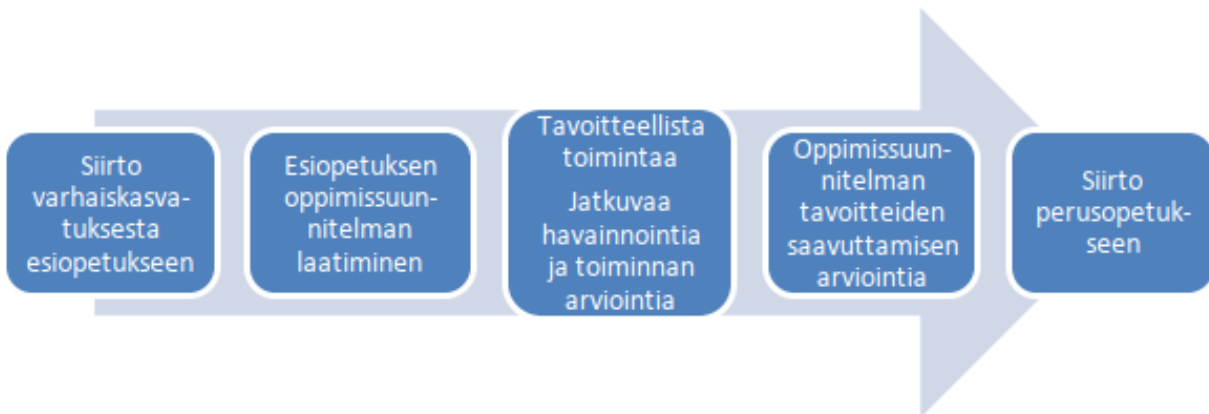 Siirto
varhaiskasva-
tuksesta
esiopetukseen
Esiopetuksen
oppimissuun-
nitelman
laatiminen
Tavoitteellista
toimintaa
Jatkuvaa
havainnointia
ja toiminnan
arviointia
Oppimissuun-
nitelman
tavoitteiden
saavuttamisen
arviointia
Siirto
perusopetuk-
seen